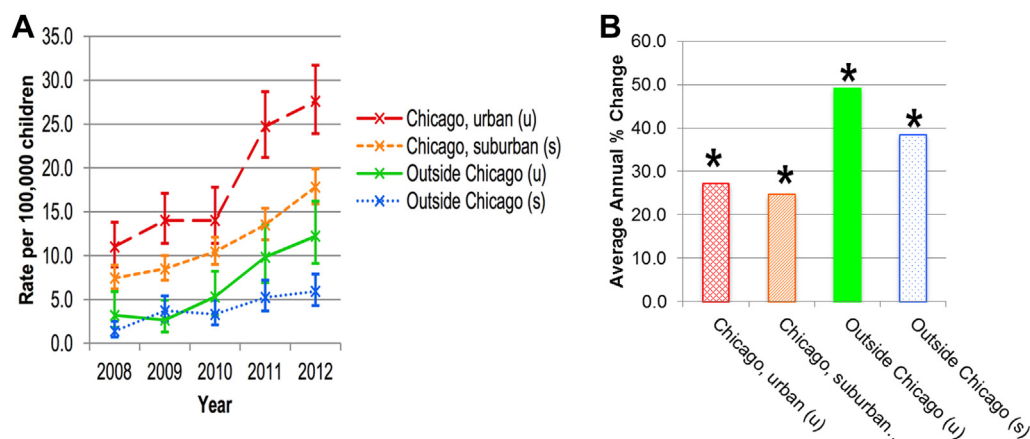 A
Rate per 100,000 children
35.0
30.0
25.0
20.0
15.0
10.0
5.0
0.0
2008 2009 2010 2011 2012
Year
Chicago, urban (u)
Chicago, suburban (s)
Outside Chicago (u)
Outside Chicago (s)
B
Average Annual % Change
60.0
50.0
40.0
30.0
20.0
10.0
0.0
* * * *
Chicago, urban (u)
Chicago, suburban...
Outside Chicago (u)
Outside Chicago (s)